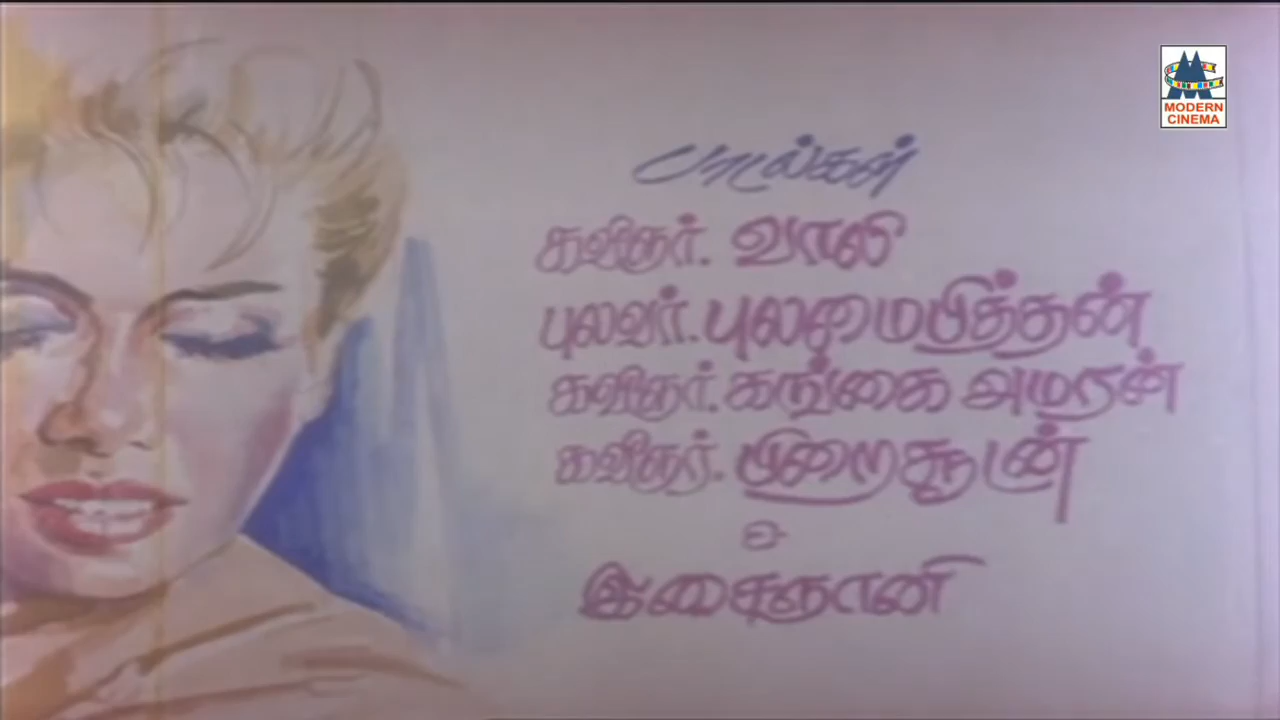 MODERN
CINEMA
பாடல்கள்
கவிஞர். வாலி
புலவர். புலமைபித்தன்
கவிஞர். கங்கை அமரன்
கவிஞர். பிறைசூடன்
&
இசைஞானி